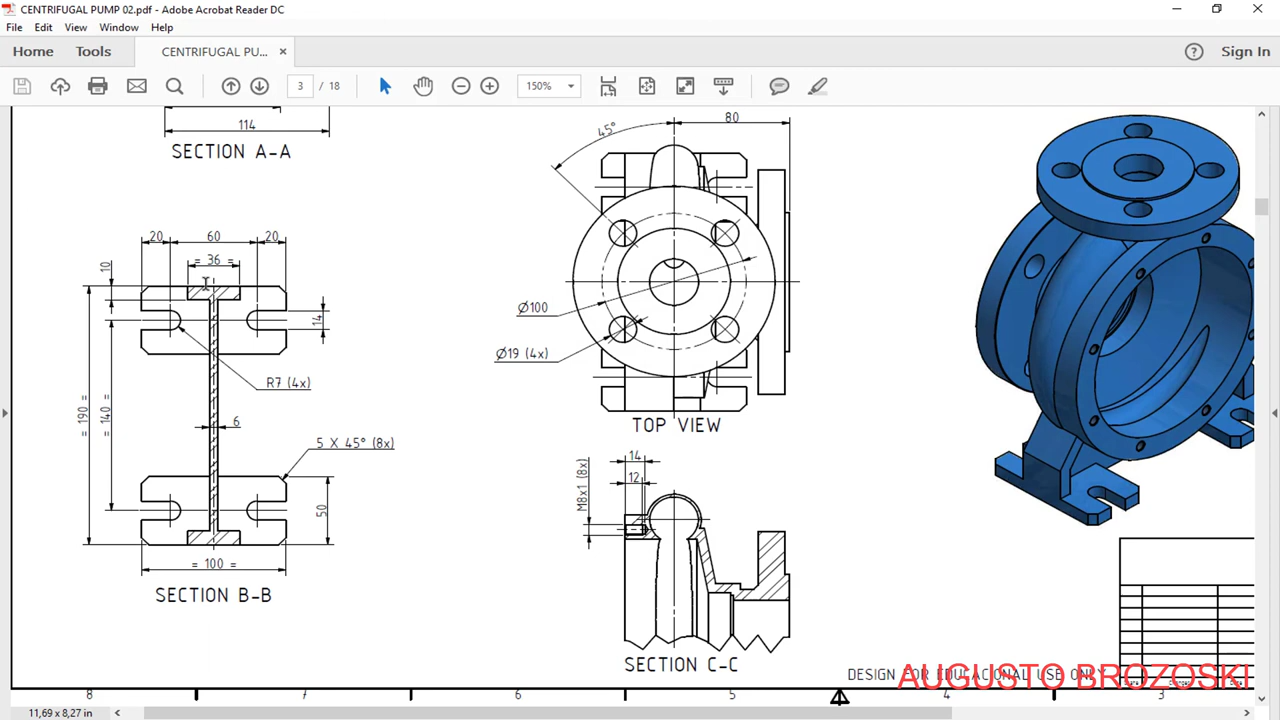 CENTRIFUGAL PUMP 02.pdf - Adobe Acrobat Reader DC
File Edit View Window Help
Home Tools CENTRIFUGAL PU... × Sign In
3 / 18 150%
114
SECTION A-A
20 60 20
= 36 =
10
14
= 190 =
= 140 =
R7 (4x)
6
5 X 45° (8x)
50
= 100 =
SECTION B-B
45°
80
Ø100
Ø19 (4x)
TOP VIEW
14
12
M8x1 (8x)
SECTION C-C
DESIGN FOR EDUCACIONAL USE ONLY
AUGUSTO BROZOSKI
8 7 6 5 4 3
11,69 x 8,27 in